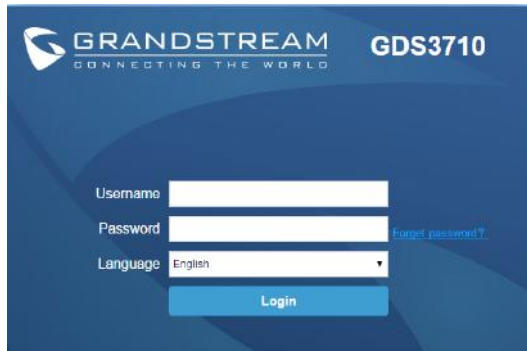 GRANDSTREAM GDS3710
CONNECTING THE WORLD
Username
Password Forget password?
Language English
Login